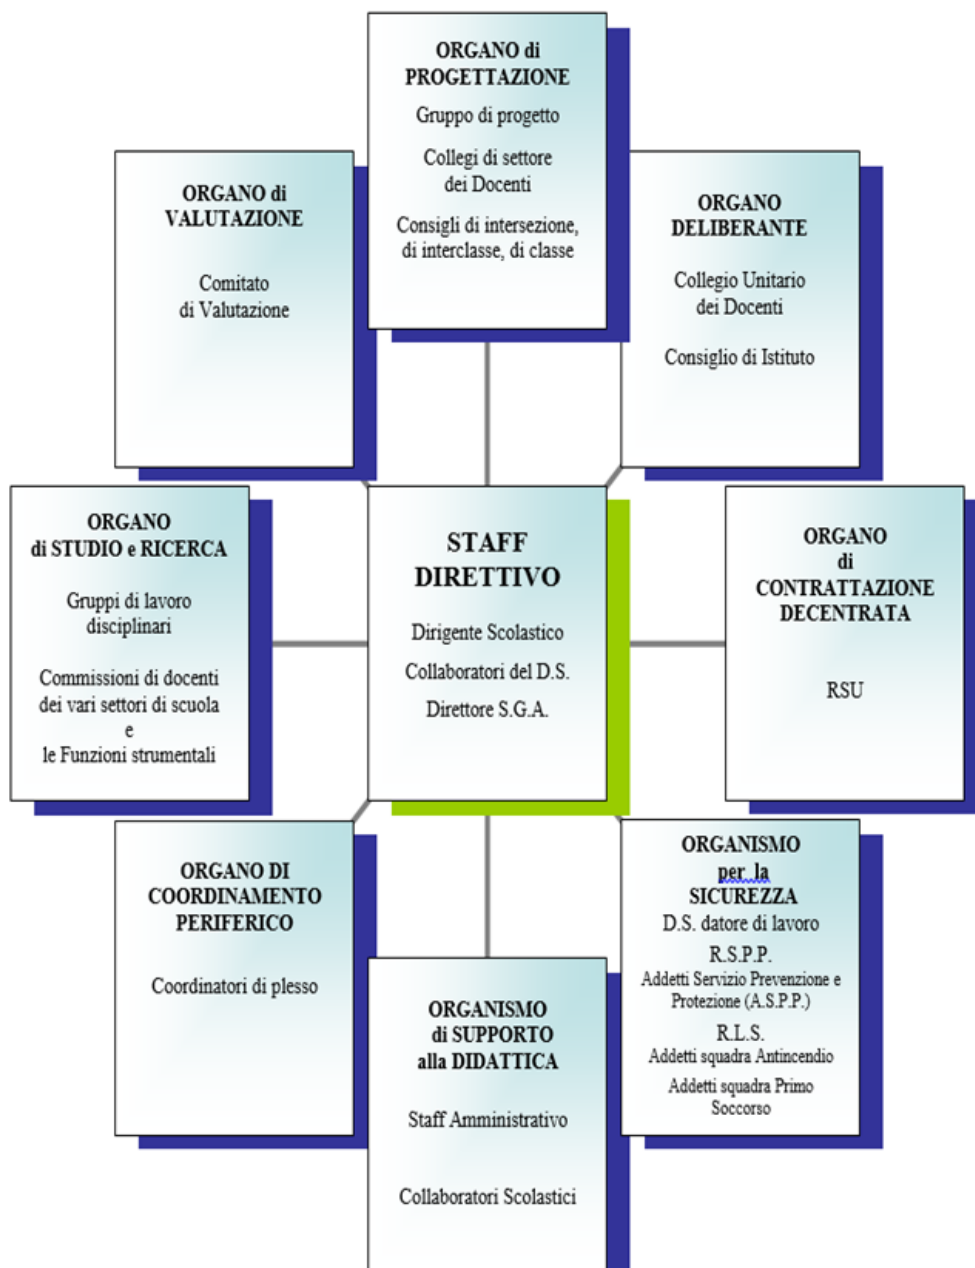 ORGANO di
PROGETTAZIONE
Gruppo di progetto
Collegi di settore
dei Docenti
Consigli di intersezione,
di interclasse, di classe
ORGANO di
VALUTAZIONE
Comitato
di Valutazione
ORGANO
DELIBERANTE
Collegio Unitario
dei Docenti
Consiglio di Istituto
ORGANO
di STUDIO e RICERCA
Gruppi di lavoro
disciplinari
Commissioni di docenti
dei vari settori di scuola
e
le Funzioni strumentali
STAFF
DIRETTIVO
Dirigente Scolastico
Collaboratori del D.S.
Direttore S.G.A.
ORGANO
di
CONTRATTAZIONE
DECENTRATA
RSU
ORGANO DI
COORDINAMENTO
PERIFERICO
Coordinatori di plesso
ORGANISMO
di SUPPORTO
alla DIDATTICA
Staff Amministrativo
Collaboratori Scolastici
ORGANISMO
per la
SICUREZZA
D.S. datore di lavoro
R.S.P.P.
Addetti Servizio Prevenzione e
Protezione (A.S.P.P.)
R.L.S.
Addetti squadra Antincendio
Addetti squadra Primo
Soccorso